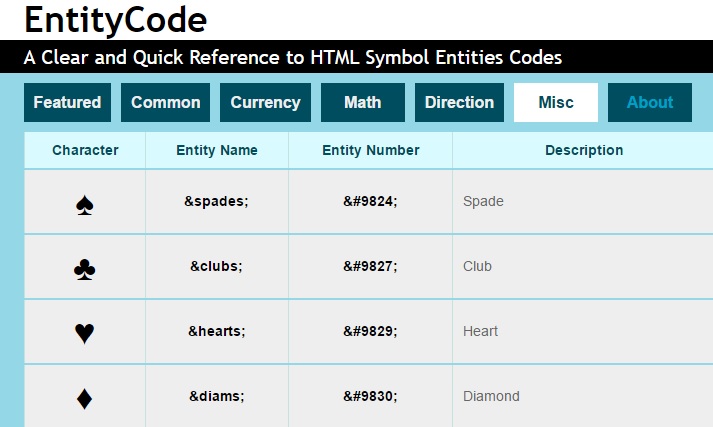 EntityCode
A Clear and Quick Reference to HTML Symbol Entities Codes
Featured Common Currency Math Direction Misc About
Character Entity Name Entity Number Description
♠ &spades; &#9824; Spade
♣ &clubs; &#9827; Club
♥ &hearts; &#9829; Heart
♦ &diams; &#9830; Diamond